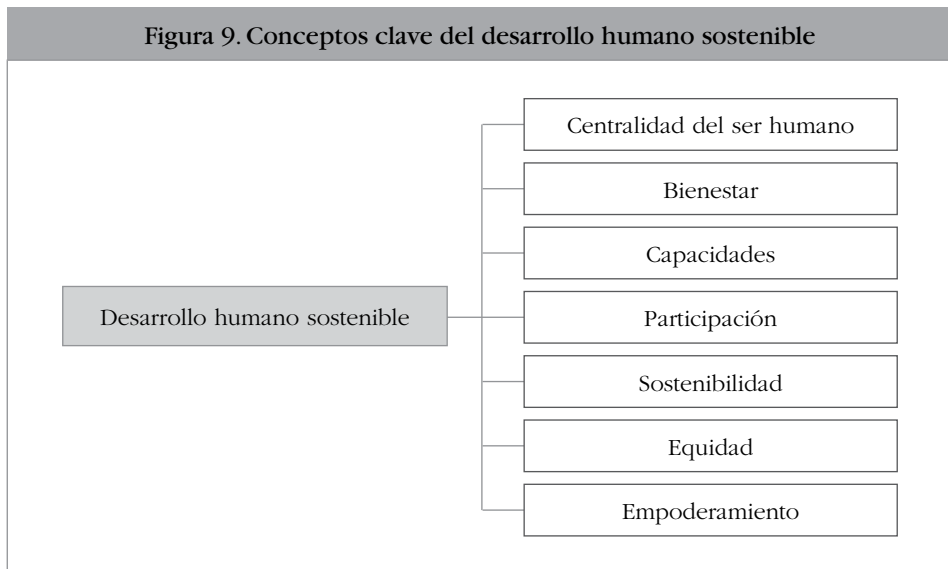 Figura 9. Conceptos clave del desarrollo humano sostenible
Centralidad del ser humano
Bienestar
Capacidades
Desarrollo humano sostenible
Participación
Sostenibilidad
Equidad
Empoderamiento